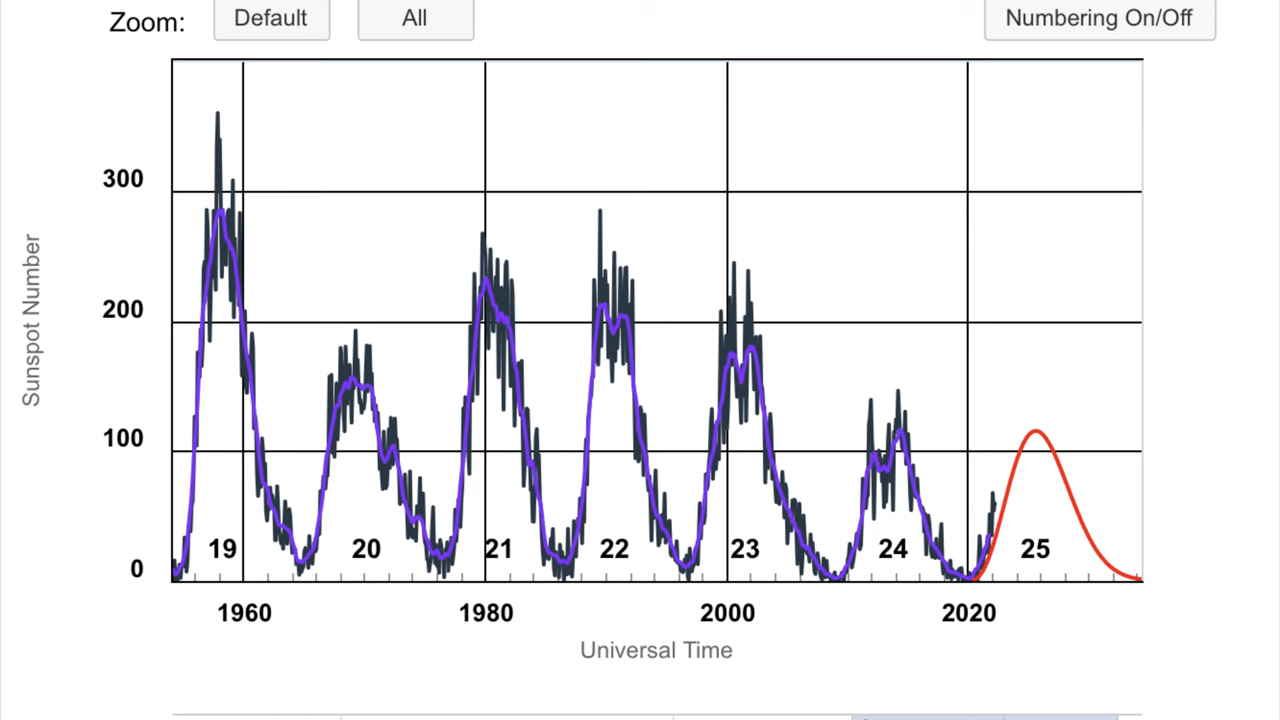 Zoom: Default All Numbering On/Off
300
200
100
0
Sunspot Number
19 20 21 22 23 24 25
1960 1980 2000 2020
Universal Time